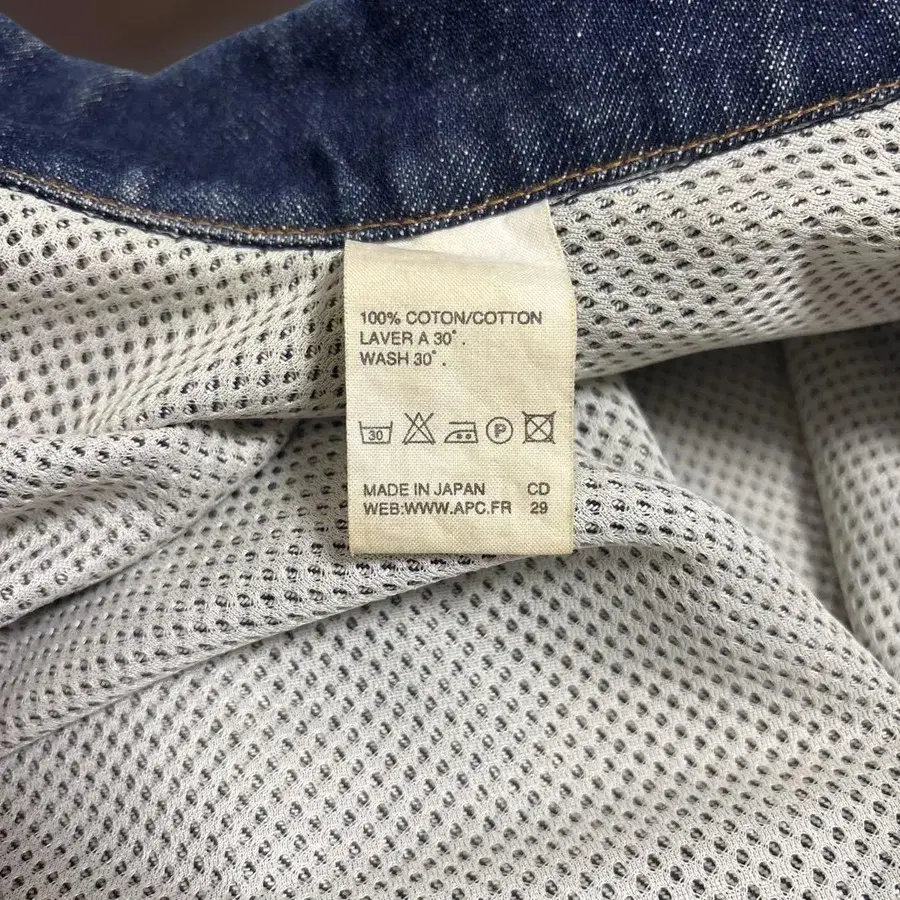 100% COTON/COTTON
LAVER A 30°.
WASH 30°.
30 P
MADE IN JAPAN CD
WEB:WWW.APC.FR 29